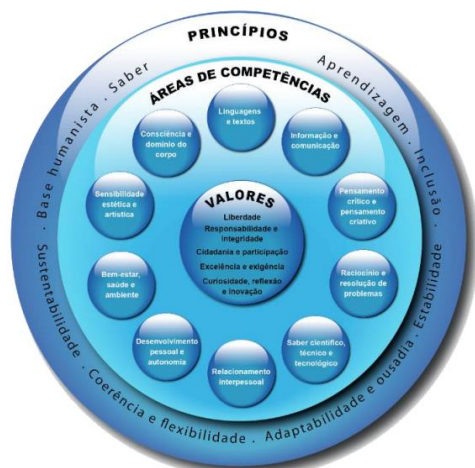 PRINCÍPIOS
Base humanista . Saber
Aprendizagem . Inclusão .
Estabilidade .
Adaptabilidade e ousadia .
Coerência e flexibilidade .
Sustentabilidade .
ÁREAS DE COMPETÊNCIAS
Linguagens
e textos
Informação e
comunicação
Pensamento
crítico e
pensamento
criativo
Raciocínio e
resolução de
problemas
Saber científico,
técnico e
tecnológico
Relacionamento
interpessoal
Desenvolvimento
pessoal e
autonomia
Bem-estar,
saúde e
ambiente
Sensibilidade
estética e
artística
Consciência e
domínio do
corpo
VALORES
Liberdade
Responsabilidade e
Integridade
Cidadania e participação
Excelência e exigência
Curiosidade, reflexão
e Inovação